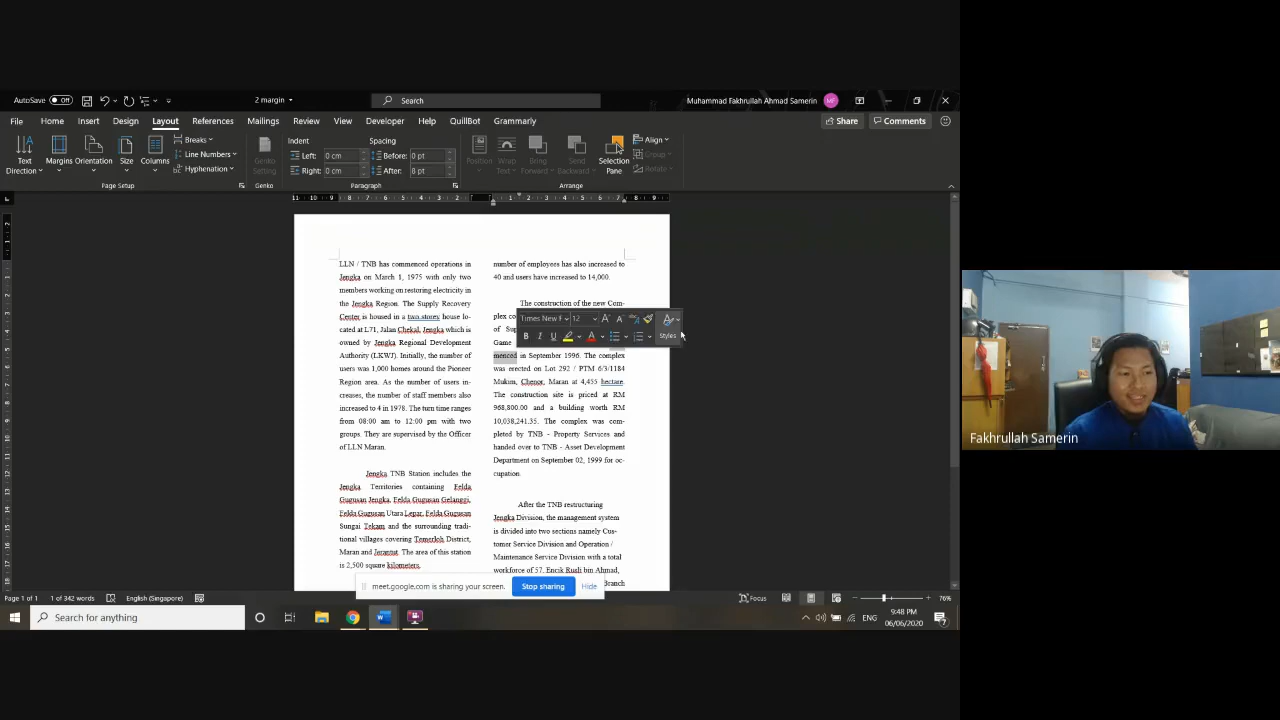 AutoSave Off
2 margin
Search
Muhammad Fakhrullah Ahmad Samerin MF
File Home Insert Design Layout References Mailings Review View Developer Help QuillBot Grammarly
Share Comments
Text Direction
Margins
Orientation
Size
Columns
Breaks
Line Numbers
Hyphenation
Page Setup
Genko Setting
Genko
Indent
Left: 0 cm
Right: 0 cm
Spacing
Before: 0 pt
After: 8 pt
Paragraph
Position
Wrap Text
Bring Forward
Send Backward
Selection Pane
Align
Group
Rotate
Arrange
LLN / TNB has commenced operations in
Jengka on March 1, 1975 with only two
members working on restoring electricity in
the Jengka Region. The Supply Recovery
Center is housed in a two storey house lo-
cated at L71, Jalan Chekal, Jengka which is
owned by Jengka Regional Development
Authority (LKWJ). Initially, the number of
users was 1,000 homes around the Pioneer
Region area. As the number of users in-
creases, the number of staff members also
increased to 4 in 1978. The turn time ranges
from 08:00 am to 12:00 pm with two
groups. They are supervised by the Officer
of LLN Maran.
Jengka TNB Station includes the
Jengka Territories containing Felda
Gugusan Jengka, Felda Gugusan Gelanggi,
Felda Gugusan Utara Lepar, Felda Gugusan
Sungai Tekam and the surrounding tradi-
tional villages covering Temerloh District,
Maran and Jerantut. The area of this station
is 2,500 square kilometers.
number of employees has also increased to
40 and users have increased to 14,000.
The construction of the new Com-
plex co
of Sup
Game
menced in September 1996. The complex
was erected on Lot 292 / PTM 6/3/1184
Mukim, Chenor, Maran at 4,455 hectare.
The construction site is priced at RM
968,800.00 and a building worth RM
10,038,241.35. The complex was com-
pleted by TNB - Property Services and
handed over to TNB - Asset Development
Department on September 02, 1999 for oc-
cupation.
After the TNB restructuring
Jengka Division, the management system
is divided into two sections namely Cus-
tomer Service Division and Operation /
Maintenance Service Division with a total
workforce of 57. Encik Rusli bin Ahmad,
Branch
Times New F 12
B I U
Styles
meet.google.com is sharing your screen. Stop sharing Hide
Page 1 of 1 1 of 342 words English (Singapore)
Focus
76%
Search for anything
ENG
9:48 PM
06/06/2020
Fakhrullah Samerin